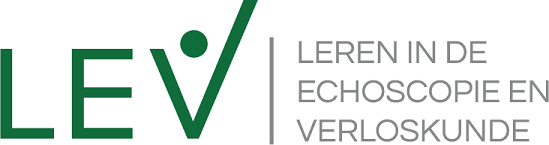 LEV
LEREN IN DE
ECHOSCOPIE EN
VERLOSKUNDE